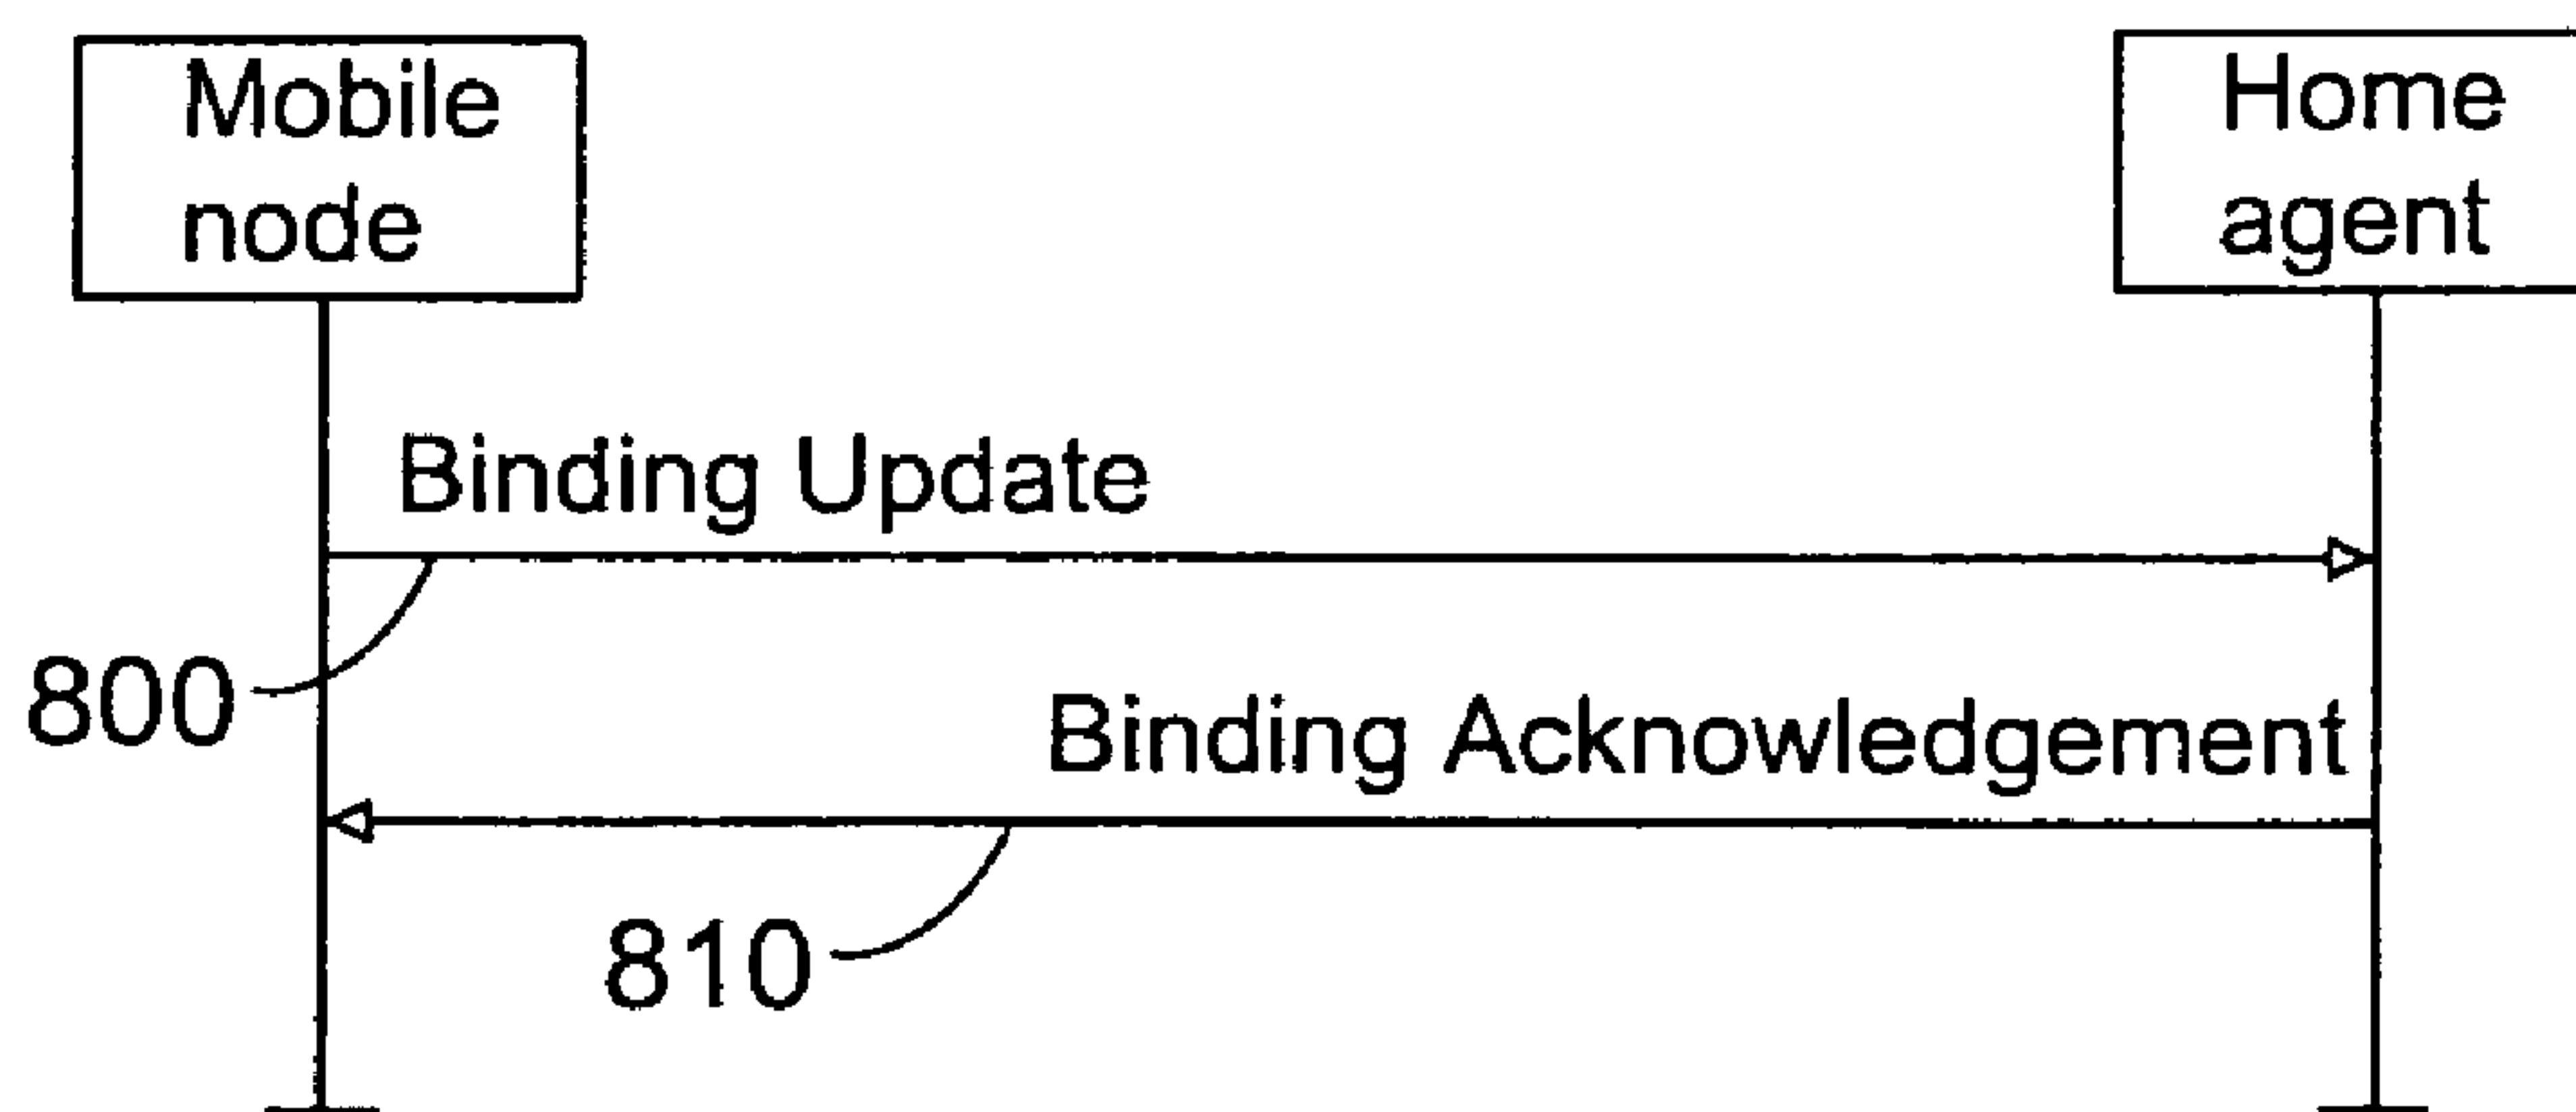 Mobile
node
Home
agent
Binding Update
800
Binding Acknowledgement
810